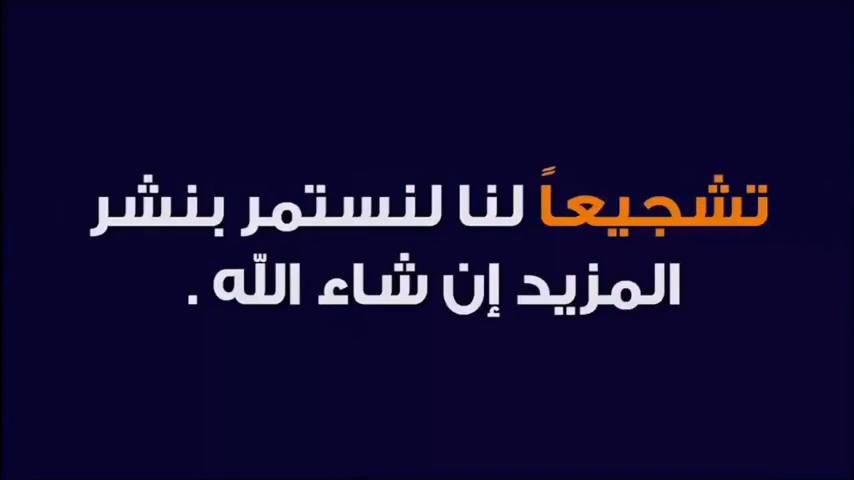 تشجيعاً لنا لنستمر بنشر
المزيد إن شاء الله .